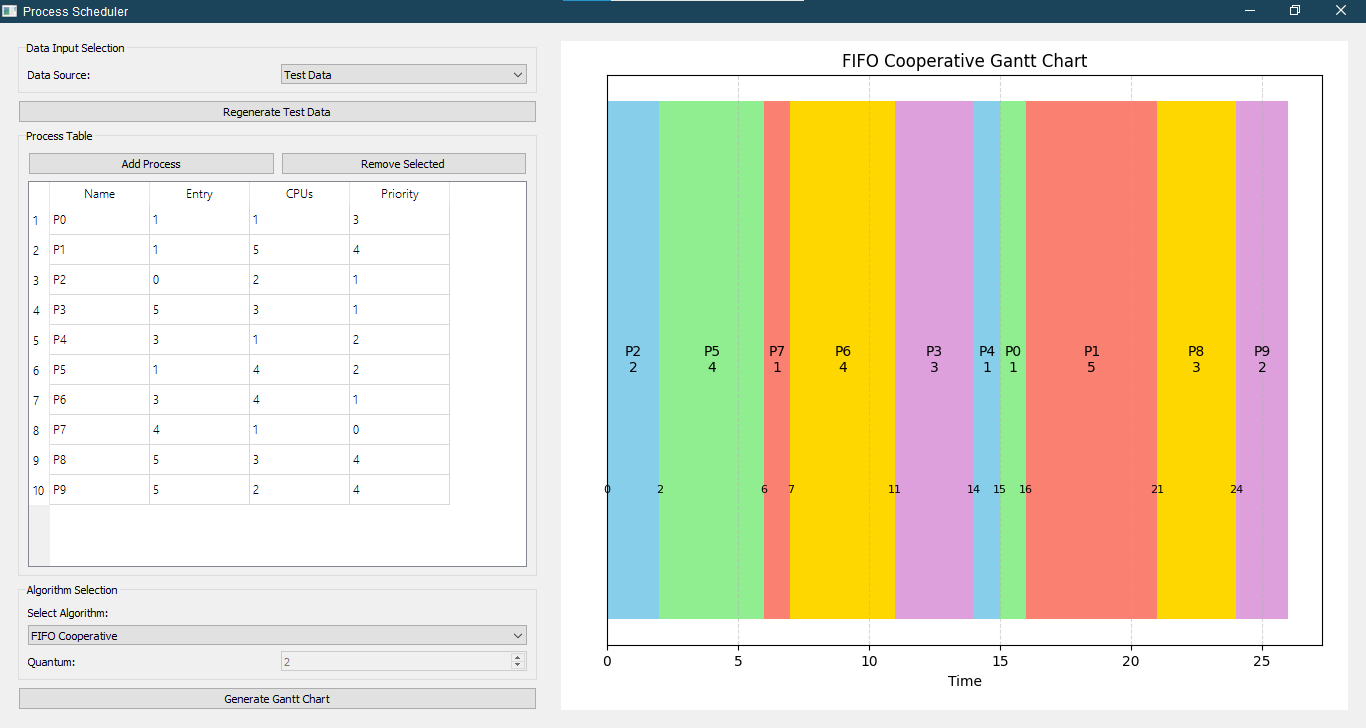 Process Scheduler
Data Input Selection
Data Source: Test Data
Regenerate Test Data
Process Table
Add Process Remove Selected
Name Entry CPUs Priority
1 P0 1 1 3
2 P1 1 5 4
3 P2 0 2 1
4 P3 5 3 1
5 P4 3 1 2
6 P5 1 4 2
7 P6 3 4 1
8 P7 4 1 0
9 P8 5 3 4
10 P9 5 2 4
Algorithm Selection
Select Algorithm:
FIFO Cooperative
Quantum: 2
Generate Gantt Chart
FIFO Cooperative Gantt Chart
P2 P5 P7 P6 P3 P4 P0 P1 P8 P9
2 4 1 4 3 1 1 5 3 2
0 2 6 7 11 14 15 16 21 24
0 5 10 15 20 25
Time